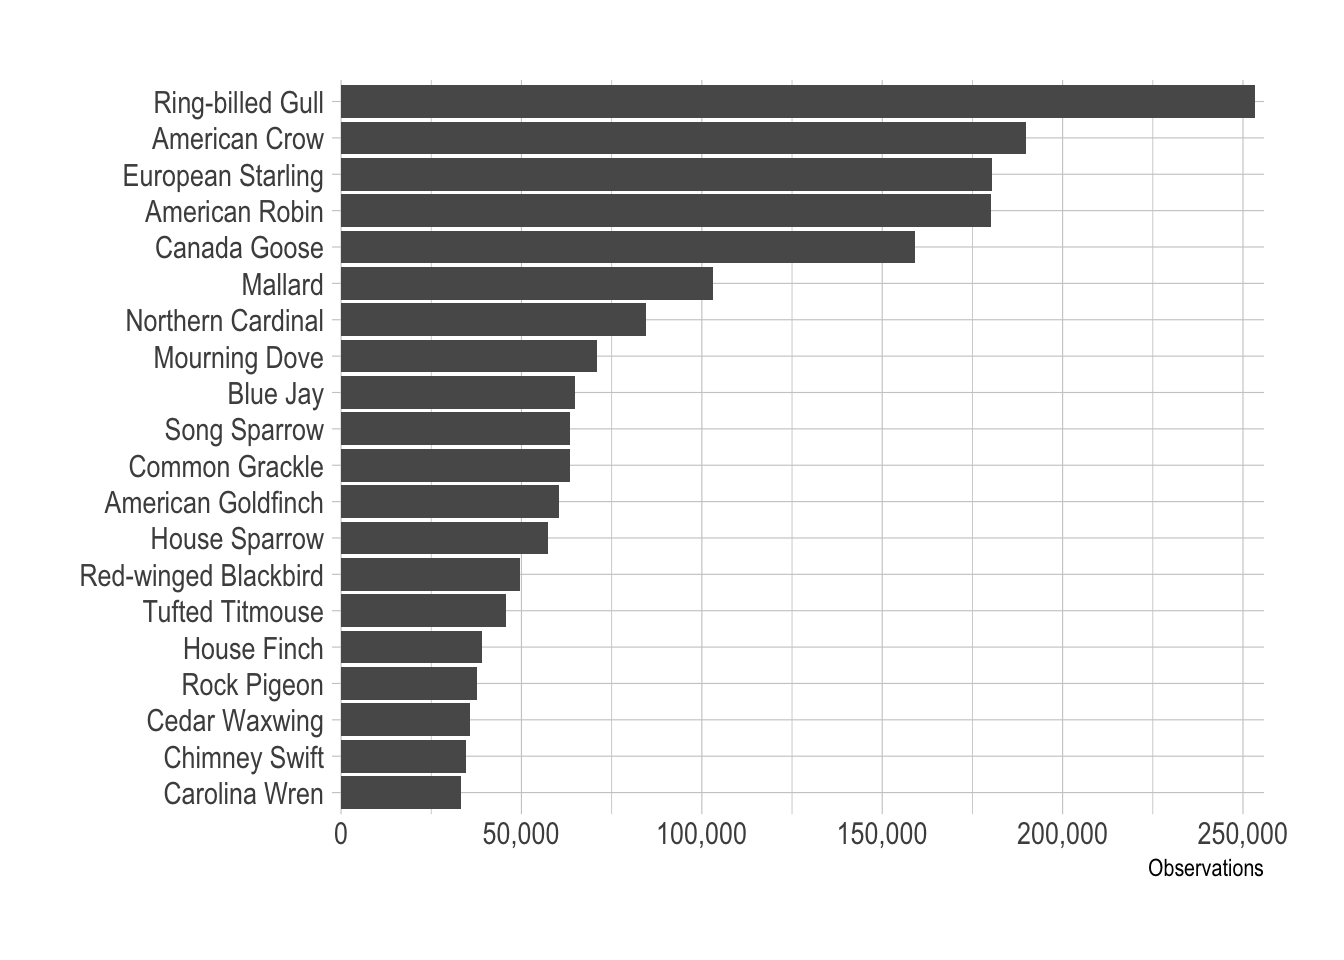 Ring-billed Gull
American Crow
European Starling
American Robin
Canada Goose
Mallard
Northern Cardinal
Mourning Dove
Blue Jay
Song Sparrow
Common Grackle
American Goldfinch
House Sparrow
Red-winged Blackbird
Tufted Titmouse
House Finch
Rock Pigeon
Cedar Waxwing
Chimney Swift
Carolina Wren
0 50,000 100,000 150,000 200,000 250,000
Observations